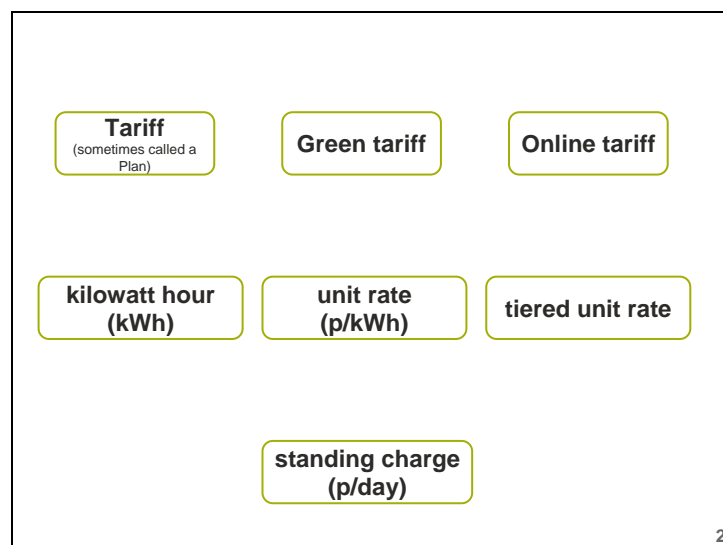 Tariff
(sometimes called a
Plan)
Green tariff
Online tariff
kilowatt hour
(kWh)
unit rate
(p/kWh)
tiered unit rate
standing charge
(p/day)
2